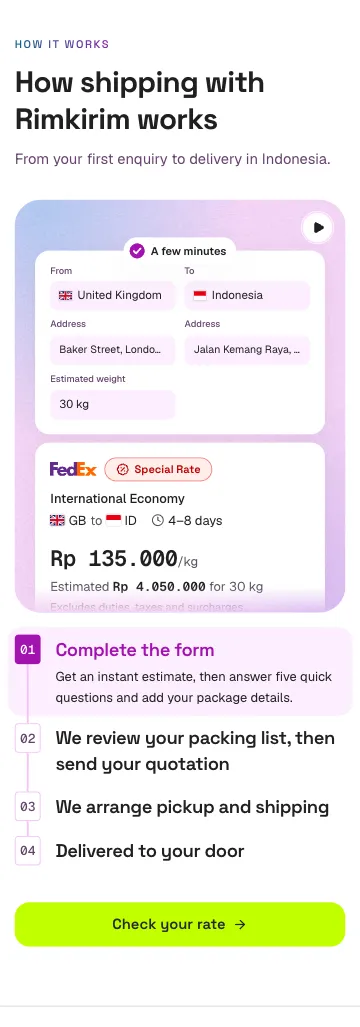 HOW IT WORKS
How shipping with
Rimkirim works
From your first enquiry to delivery in Indonesia.
A few minutes
From
To
United Kingdom
Indonesia
Address
Address
Baker Street, Londo...
Jalan Kemang Raya, ...
Estimated weight
30 kg
FedEx
Special Rate
International Economy
GB to ID
4–8 days
Rp 135.000/kg
Estimated Rp 4.050.000 for 30 kg
Excludes duties, taxes and surcharges
01
Complete the form
Get an instant estimate, then answer five quick
questions and add your package details.
02
We review your packing list, then
send your quotation
03
We arrange pickup and shipping
04
Delivered to your door
Check your rate →